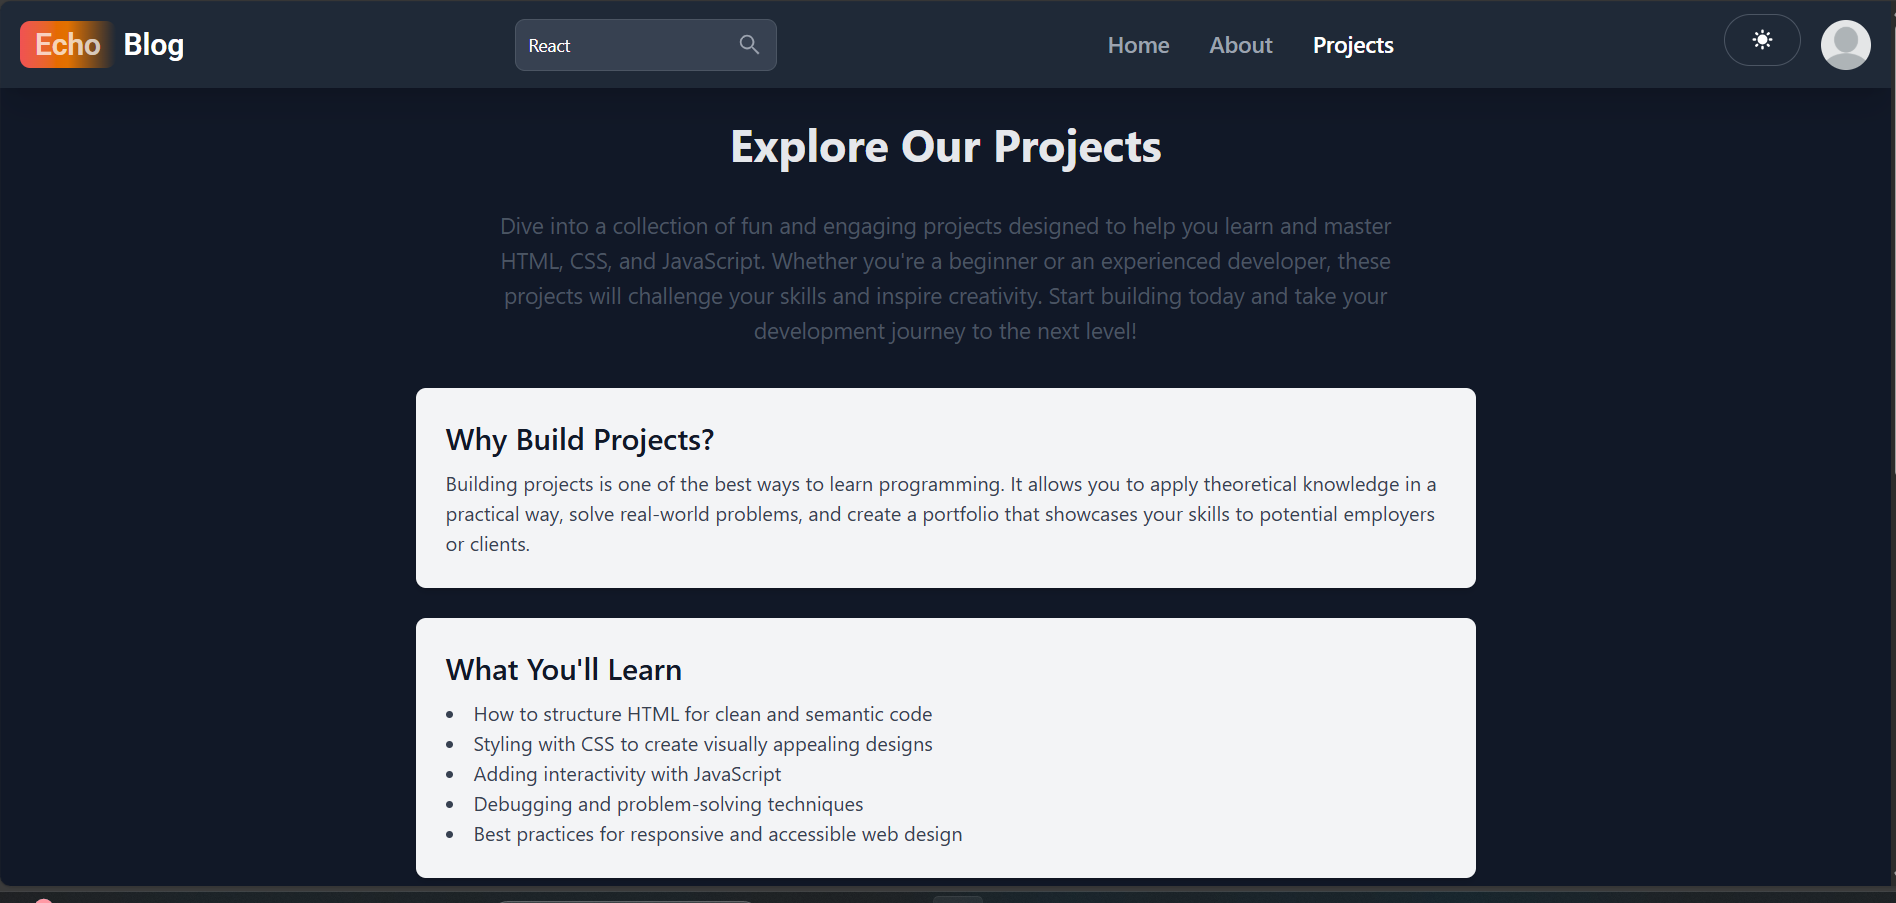 Echo Blog
React
Home About Projects
Explore Our Projects
Dive into a collection of fun and engaging projects designed to help you learn and master
HTML, CSS, and JavaScript. Whether you're a beginner or an experienced developer, these
projects will challenge your skills and inspire creativity. Start building today and take your
development journey to the next level!
Why Build Projects?
Building projects is one of the best ways to learn programming. It allows you to apply theoretical knowledge in a
practical way, solve real-world problems, and create a portfolio that showcases your skills to potential employers
or clients.
What You'll Learn
• How to structure HTML for clean and semantic code
• Styling with CSS to create visually appealing designs
• Adding interactivity with JavaScript
• Debugging and problem-solving techniques
• Best practices for responsive and accessible web design